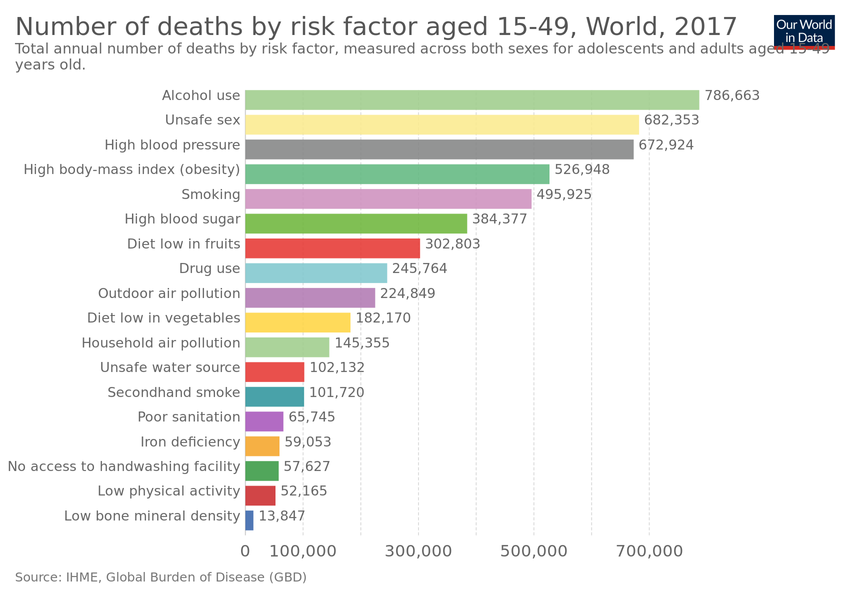 Number of deaths by risk factor aged 15-49, World, 2017
Our World
in Data
Total annual number of deaths by risk factor, measured across both sexes for adolescents and adults aged 15-49
years old.
Alcohol use 786,663
Unsafe sex 682,353
High blood pressure 672,924
High body-mass index (obesity) 526,948
Smoking 495,925
High blood sugar 384,377
Diet low in fruits 302,803
Drug use 245,764
Outdoor air pollution 224,849
Diet low in vegetables 182,170
Household air pollution 145,355
Unsafe water source 102,132
Secondhand smoke 101,720
Poor sanitation 65,745
Iron deficiency 59,053
No access to handwashing facility 57,627
Low physical activity 52,165
Low bone mineral density 13,847
0 100,000 300,000 500,000 700,000
Source: IHME, Global Burden of Disease (GBD)